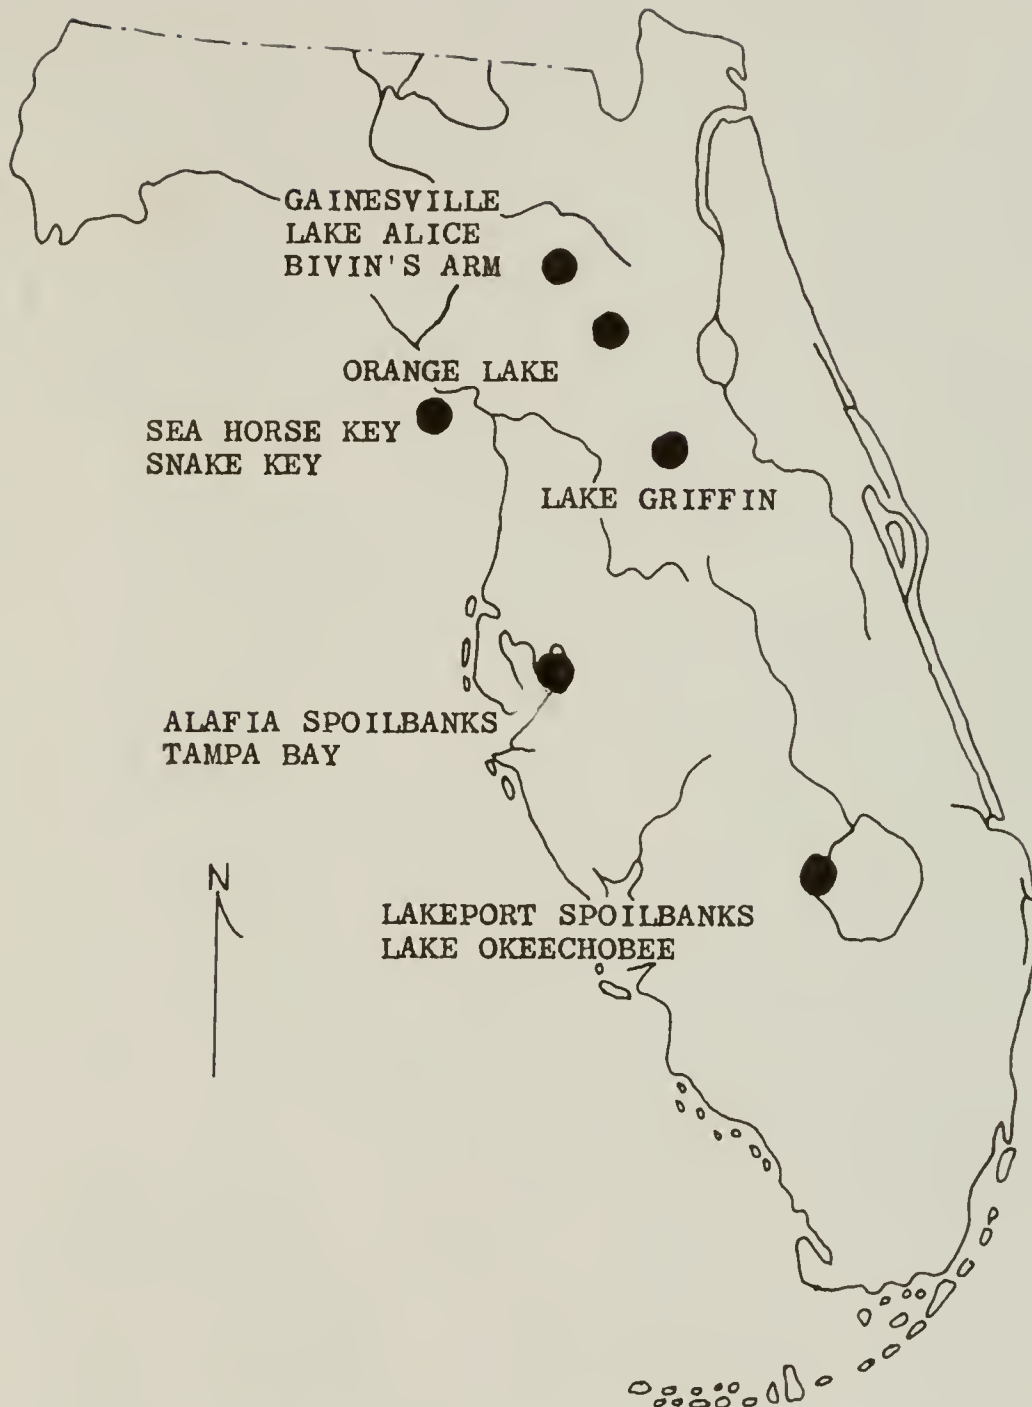 GAINESVILLE
LAKE ALICE
BIVIN'S ARM
ORANGE LAKE
SEA HORSE KEY
SNAKE KEY
LAKE GRIFFIN
ALAFIA SPOILBANKS
TAMPA BAY
N
LAKEPORT SPOILBANKS
LAKE OKEECHOBEE